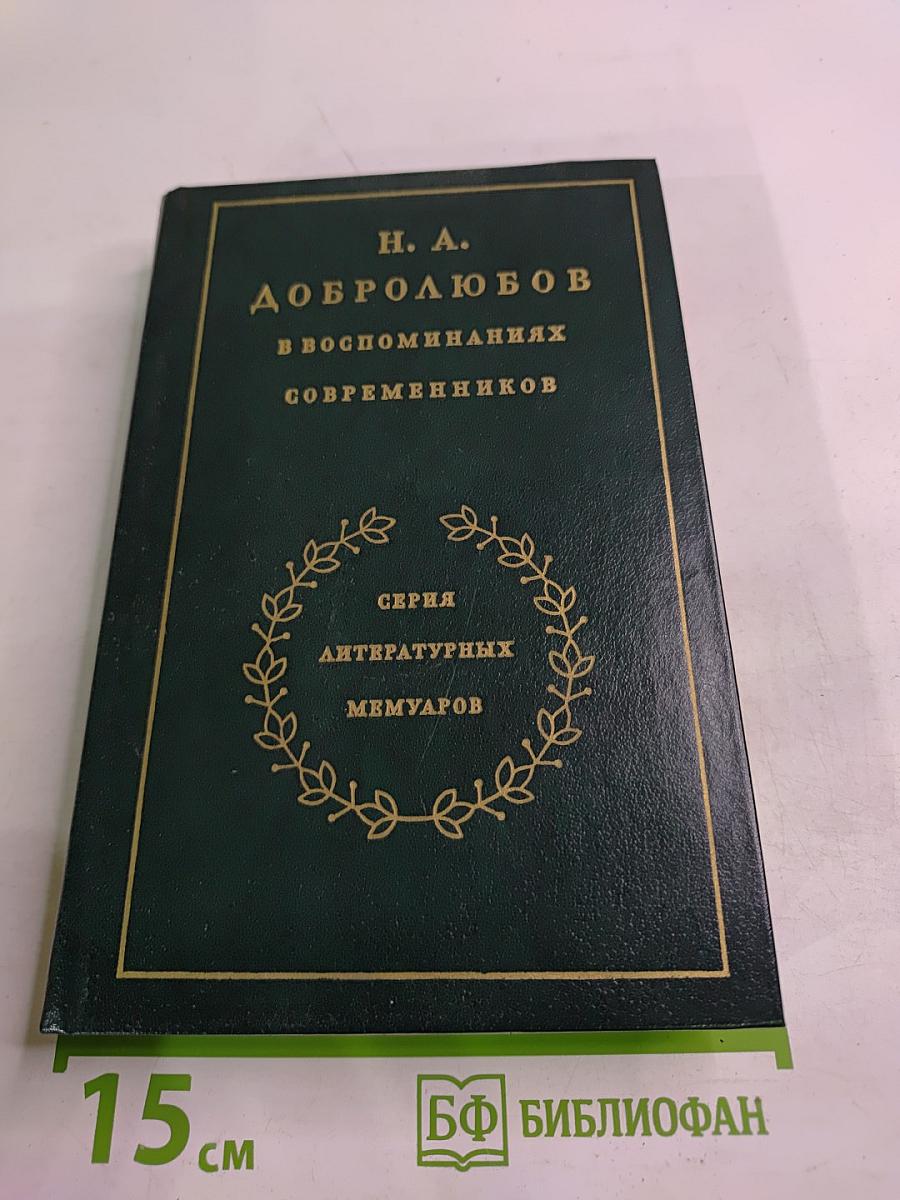 Н. А.
ДОБРОЛЮБОВ
В ВОСПОМИНАНИЯХ
СОВРЕМЕННИКОВ
СЕРИЯ
ЛИТЕРАТУРНЫХ
МЕМУАРОВ
15 см
БФ БИБЛИОФАН